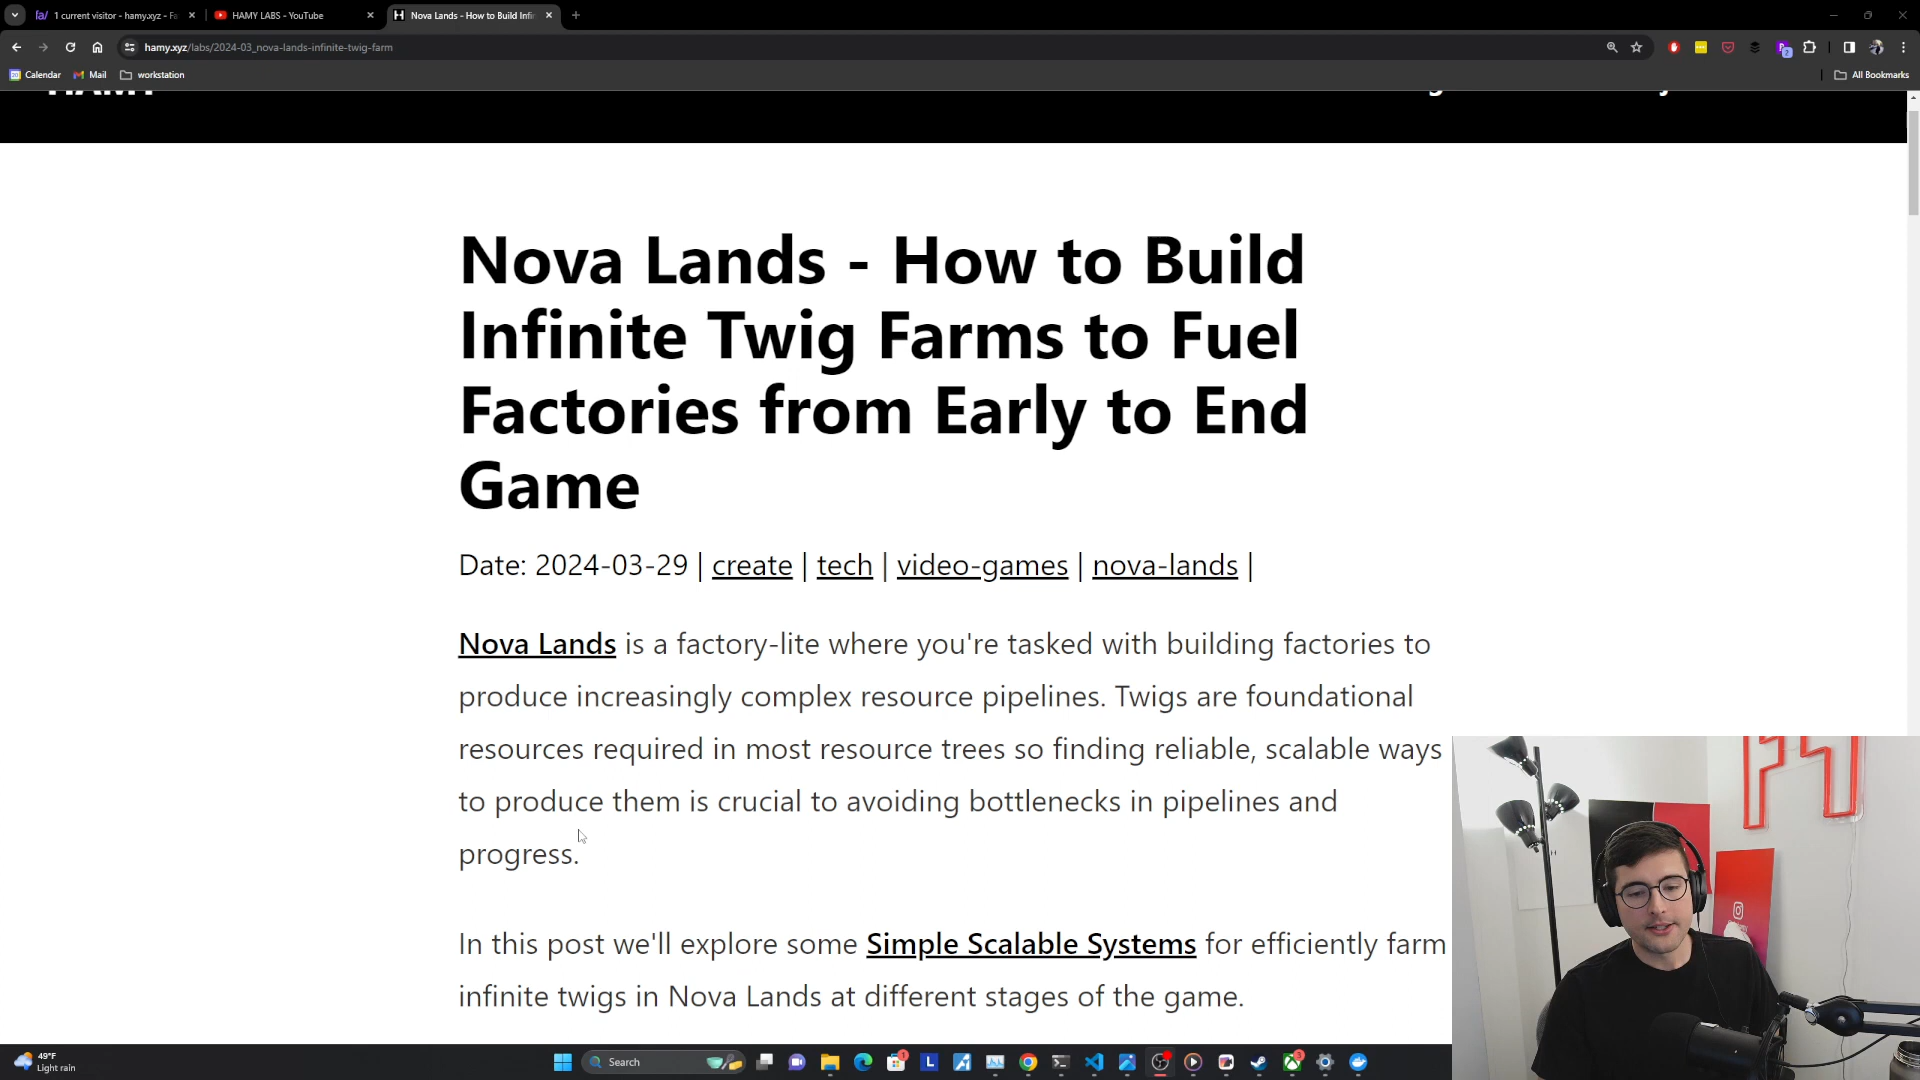 1 current visitor - hamy.xyz - Fa
HAMY LABS - YouTube
Nova Lands - How to Build Infin
hamy.xyz/labs/2024-03_nova-lands-infinite-twig-farm
Calendar
Mail
workstation
All Bookmarks
Nova Lands - How to Build
Infinite Twig Farms to Fuel
Factories from Early to End
Game
Date: 2024-03-29 | create | tech | video-games | nova-lands |
Nova Lands is a factory-lite where you're tasked with building factories to
produce increasingly complex resource pipelines. Twigs are foundational
resources required in most resource trees so finding reliable, scalable ways
to produce them is crucial to avoiding bottlenecks in pipelines and
progress.
In this post we'll explore some Simple Scalable Systems for efficiently farm
infinite twigs in Nova Lands at different stages of the game.
49°F
Light rain
Search